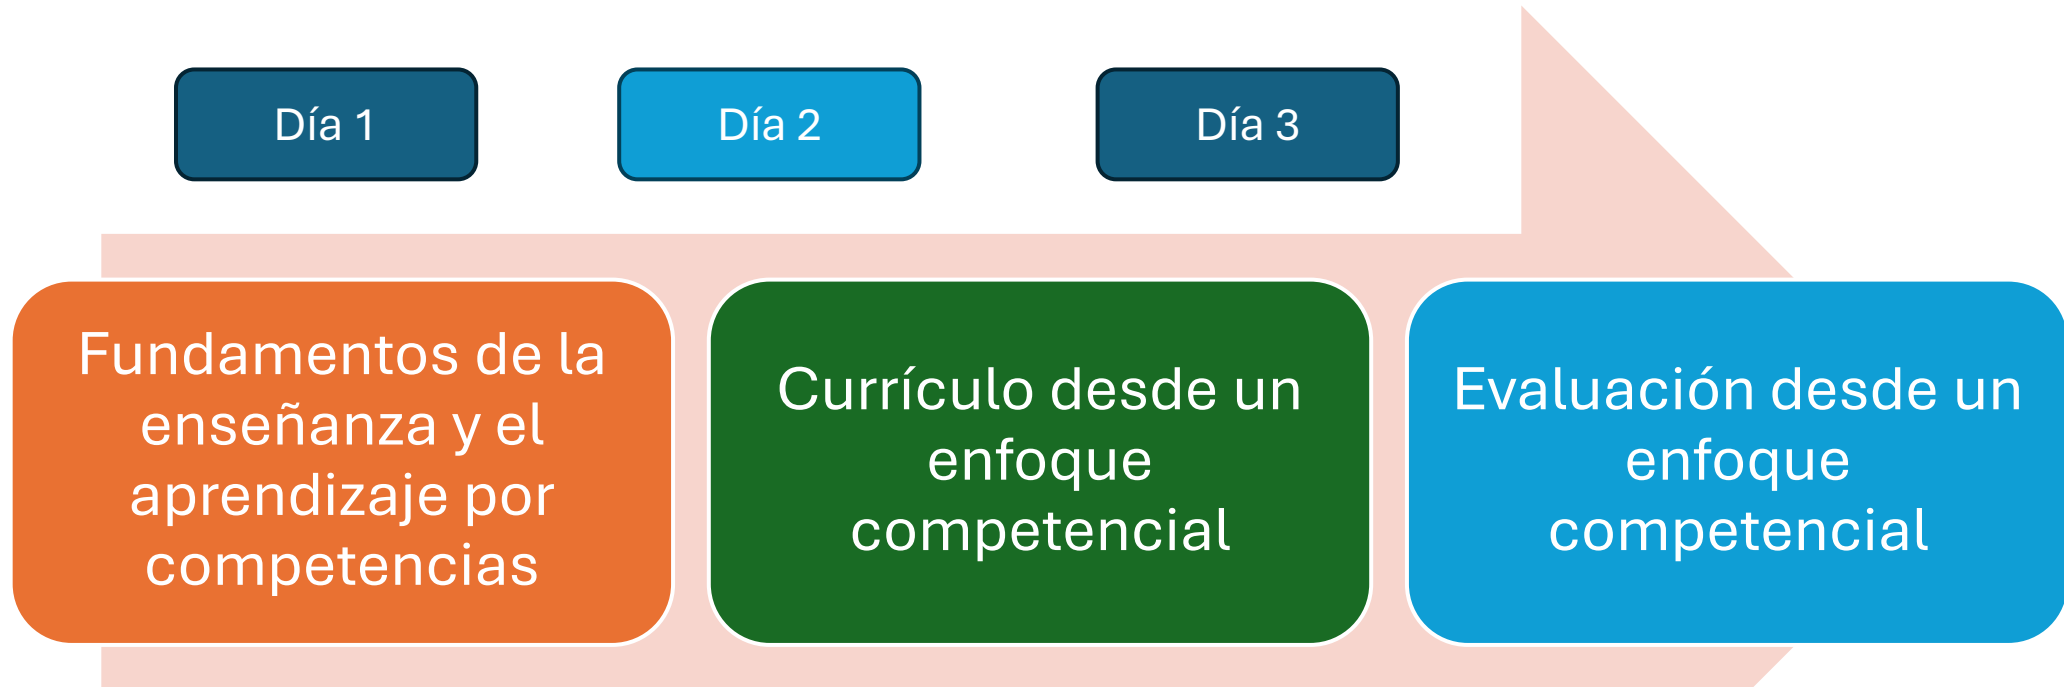 Día 1
Día 2
Día 3
Fundamentos de la
enseñanza y el
aprendizaje por
competencias
Currículo desde un
enfoque
competencial
Evaluación desde un
enfoque
competencial